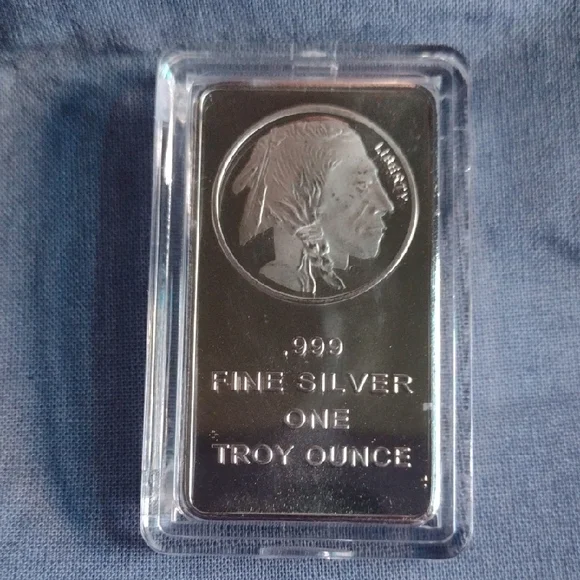 LIBERTY
.999
FINE SILVER
ONE
TROY OUNCE